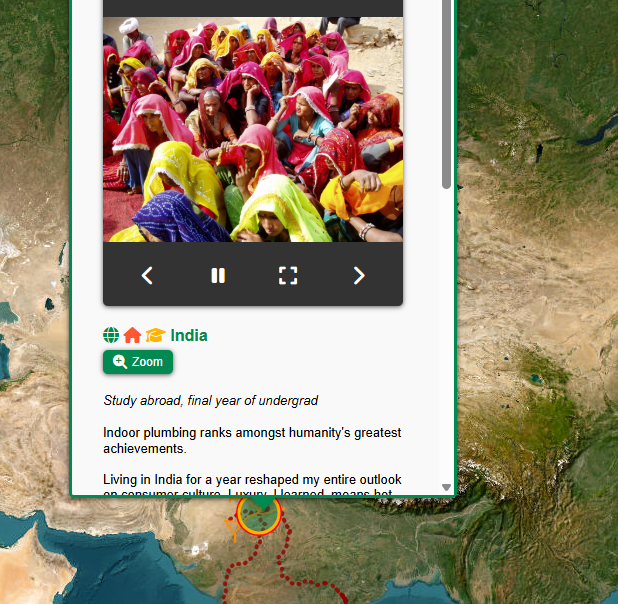 India
Zoom
Study abroad, final year of undergrad
Indoor plumbing ranks amongst humanity's greatest
achievements.
Living in India for a year reshaped my entire outlook
on consumer culture. Luxury, I learned, means hot